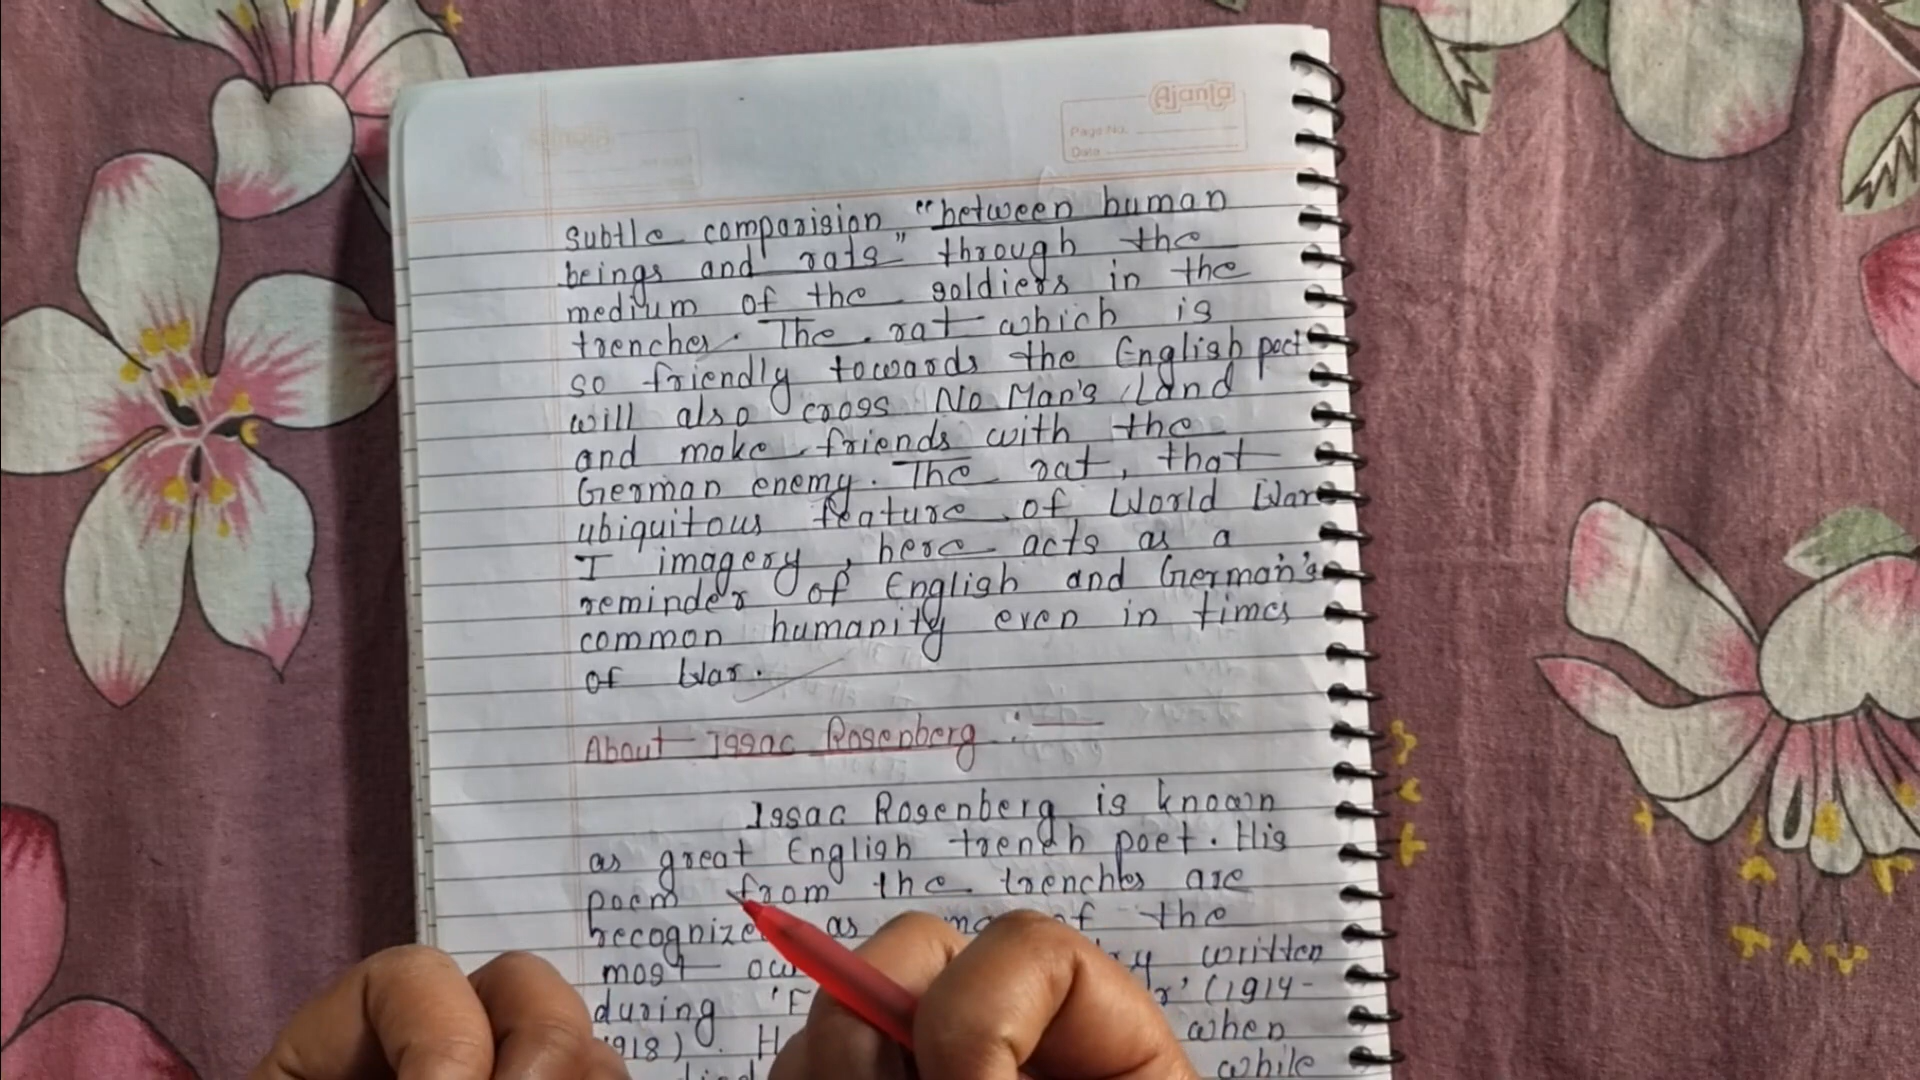 Ajanta
Page No.
Date
Subtle comparision "between human
beings and rats" through the
medium of the soldiers in the
trenches. The rat which is
so friendly towards the English poet
will also cross No Man's Land
and make friends with the
German enemy. The rat, that
ubiquitous feature of World War
I imagery, here acts as a
reminder of English and German's
common humanity even in times
of War.
About Issac Rosenberg :-
Issac Rosenberg is known
as great English trench poet. His
poem from the trenches are
recognize as of the
most written
during (1914-
1918). when
while